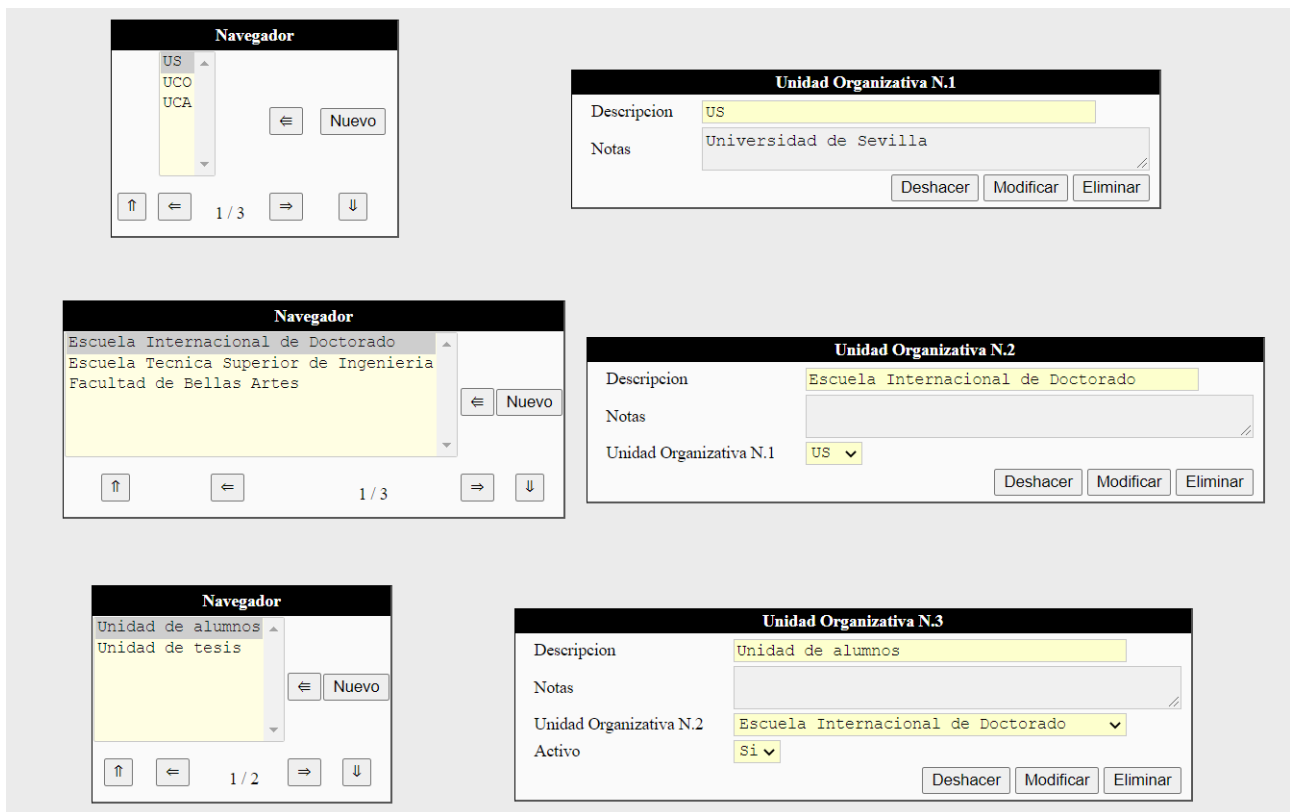 Navegador
US
UCO
UCA
⇚ Nuevo
⇑ ⇐ 1 / 3 ⇒ ⇓
Unidad Organizativa N.1
Descripcion US
Notas Universidad de Sevilla
Deshacer Modificar Eliminar
Navegador
Escuela Internacional de Doctorado
Escuela Tecnica Superior de Ingenieria
Facultad de Bellas Artes
⇚ Nuevo
⇑ ⇐ 1 / 3 ⇒ ⇓
Unidad Organizativa N.2
Descripcion Escuela Internacional de Doctorado
Notas
Unidad Organizativa N.1 US
Deshacer Modificar Eliminar
Navegador
Unidad de alumnos
Unidad de tesis
⇚ Nuevo
⇑ ⇐ 1 / 2 ⇒ ⇓
Unidad Organizativa N.3
Descripcion Unidad de alumnos
Notas
Unidad Organizativa N.2 Escuela Internacional de Doctorado
Activo Si
Deshacer Modificar Eliminar